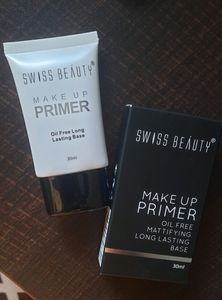 SWISS BEAUTY
MAKE UP
PRIMER
Oil Free Long
Lasting Base
30ml
SWISS BEAUTY
MAKE UP
PRIMER
OIL FREE
MATTIFYING
LONG LASTING
BASE
30ml